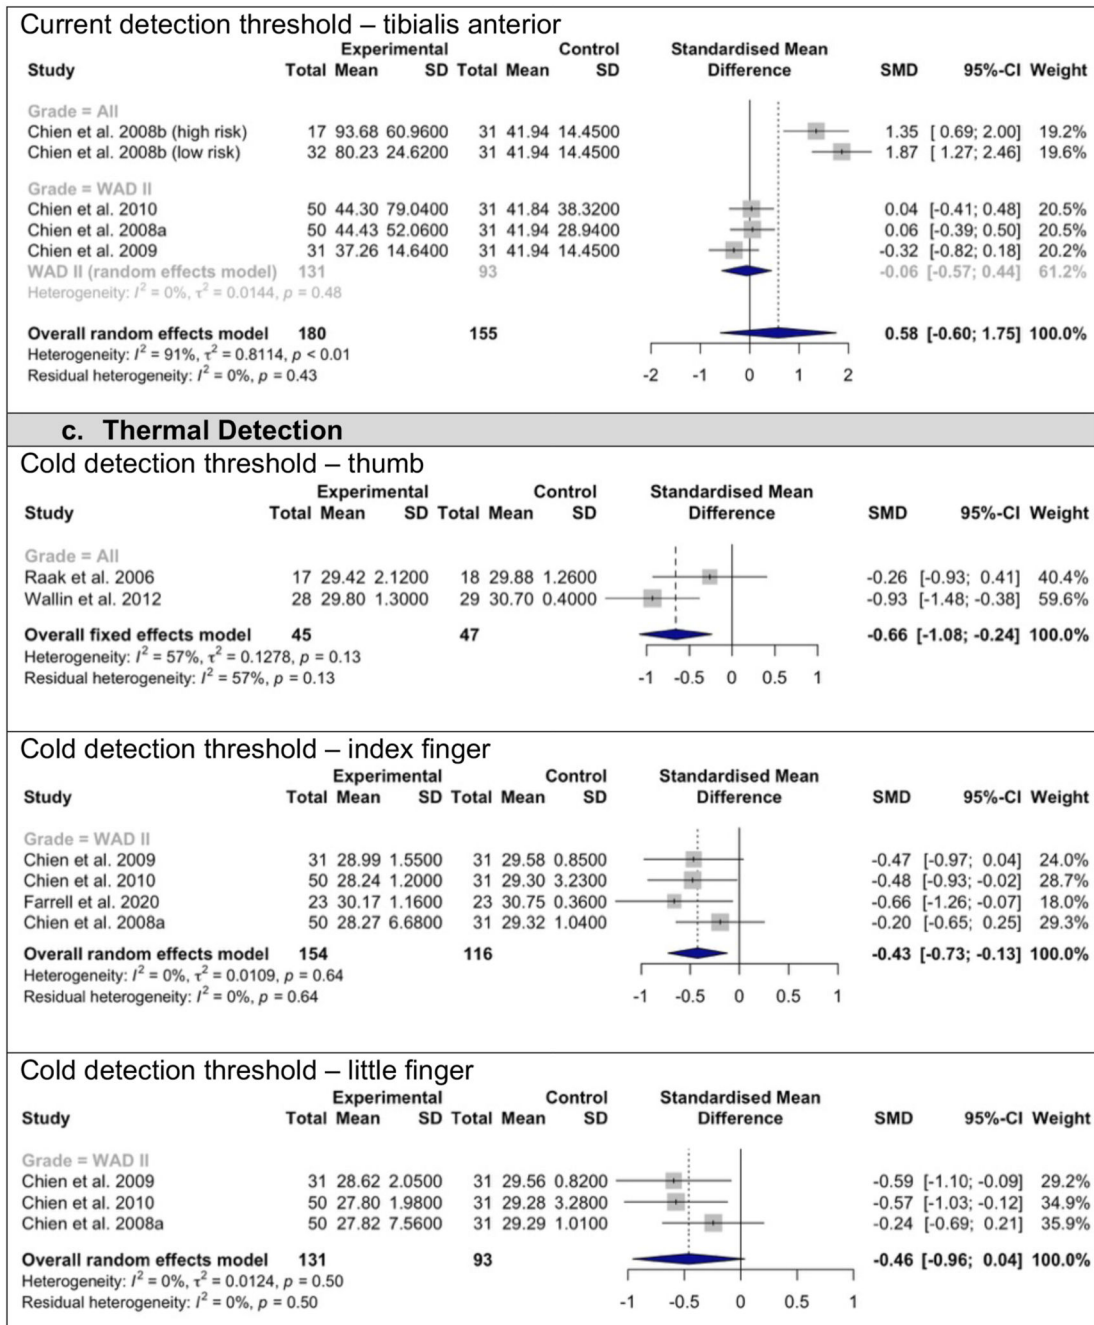 Current detection threshold – tibialis anterior
Experimental Control Standardised Mean
Study Total Mean SD Total Mean SD Difference SMD 95%-CI Weight
Grade = All
Chien et al. 2008b (high risk) 17 93.68 60.9600 31 41.94 14.4500 1.35 [ 0.69; 2.00] 19.2%
Chien et al. 2008b (low risk) 32 80.23 24.6200 31 41.94 14.4500 1.87 [ 1.27; 2.46] 19.6%
Grade = WAD II
Chien et al. 2010 50 44.30 79.0400 31 41.84 38.3200 0.04 [-0.41; 0.48] 20.5%
Chien et al. 2008a 50 44.43 52.0600 31 41.94 28.9400 0.06 [-0.39; 0.50] 20.5%
Chien et al. 2009 31 37.26 14.6400 31 41.94 14.4500 -0.32 [-0.82; 0.18] 20.2%
WAD II (random effects model) 131 93 -0.06 [-0.57; 0.44] 61.2%
Heterogeneity: I² = 0%, τ² = 0.0144, p = 0.48
Overall random effects model 180 155 0.58 [-0.60; 1.75] 100.0%
Heterogeneity: I² = 91%, τ² = 0.8114, p < 0.01
Residual heterogeneity: I² = 0%, p = 0.43
-2 -1 0 1 2
c. Thermal Detection
Cold detection threshold – thumb
Experimental Control Standardised Mean
Study Total Mean SD Total Mean SD Difference SMD 95%-CI Weight
Grade = All
Raak et al. 2006 17 29.42 2.1200 18 29.88 1.2600 -0.26 [-0.93; 0.41] 40.4%
Wallin et al. 2012 28 29.80 1.3000 29 30.70 0.4000 -0.93 [-1.48; -0.38] 59.6%
Overall fixed effects model 45 47 -0.66 [-1.08; -0.24] 100.0%
Heterogeneity: I² = 57%, τ² = 0.1278, p = 0.13
Residual heterogeneity: I² = 57%, p = 0.13
-1 -0.5 0 0.5 1
Cold detection threshold – index finger
Experimental Control Standardised Mean
Study Total Mean SD Total Mean SD Difference SMD 95%-CI Weight
Grade = WAD II
Chien et al. 2009 31 28.99 1.5500 31 29.58 0.8500 -0.47 [-0.97; 0.04] 24.0%
Chien et al. 2010 50 28.24 1.2000 31 29.30 3.2300 -0.48 [-0.93; -0.02] 28.7%
Farrell et al. 2020 23 30.17 1.1600 23 30.75 0.3600 -0.66 [-1.26; -0.07] 18.0%
Chien et al. 2008a 50 28.27 6.6800 31 29.32 1.0400 -0.20 [-0.65; 0.25] 29.3%
Overall random effects model 154 116 -0.43 [-0.73; -0.13] 100.0%
Heterogeneity: I² = 0%, τ² = 0.0109, p = 0.64
Residual heterogeneity: I² = 0%, p = 0.64
-1 -0.5 0 0.5 1
Cold detection threshold – little finger
Experimental Control Standardised Mean
Study Total Mean SD Total Mean SD Difference SMD 95%-CI Weight
Grade = WAD II
Chien et al. 2009 31 28.62 2.0500 31 29.56 0.8200 -0.59 [-1.10; -0.09] 29.2%
Chien et al. 2010 50 27.80 1.9800 31 29.28 3.2800 -0.57 [-1.03; -0.12] 34.9%
Chien et al. 2008a 50 27.82 7.5600 31 29.29 1.0100 -0.24 [-0.69; 0.21] 35.9%
Overall random effects model 131 93 -0.46 [-0.96; 0.04] 100.0%
Heterogeneity: I² = 0%, τ² = 0.0124, p = 0.50
Residual heterogeneity: I² = 0%, p = 0.50
-1 -0.5 0 0.5 1